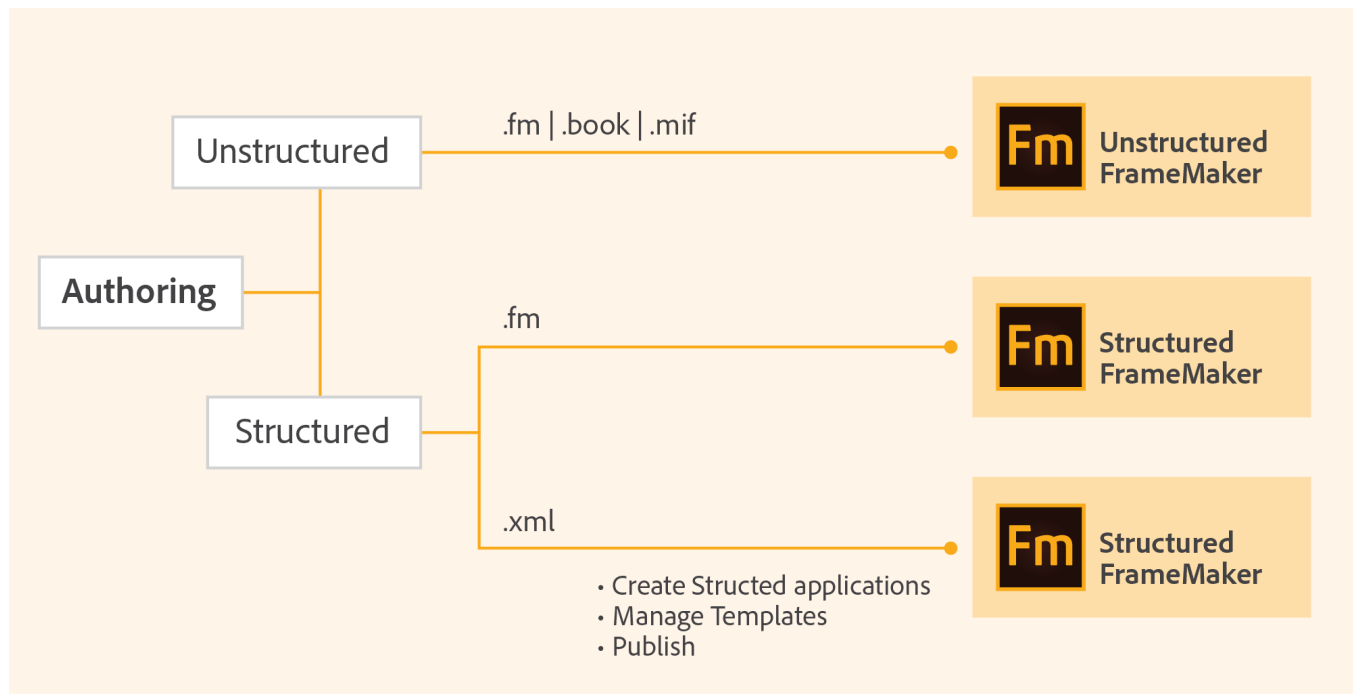 .fm | .book | .mif
Unstructured
Fm
Unstructured
FrameMaker
Authoring
.fm
Fm
Structured
FrameMaker
Structured
.xml
Fm
Structured
FrameMaker
• Create Structed applications
• Manage Templates
• Publish